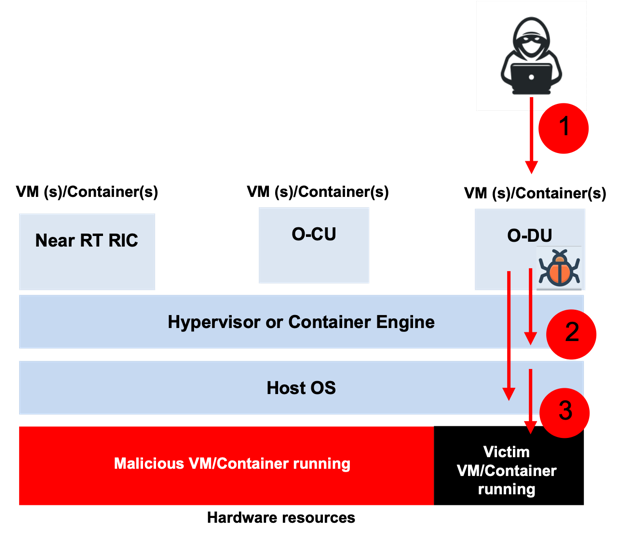 1
VM (s)/Container(s)
VM (s)/Container(s)
VM (s)/Container(s)
Near RT RIC
O-CU
O-DU
Hypervisor or Container Engine
2
Host OS
3
Malicious VM/Container running
Victim
VM/Container
running
Hardware resources